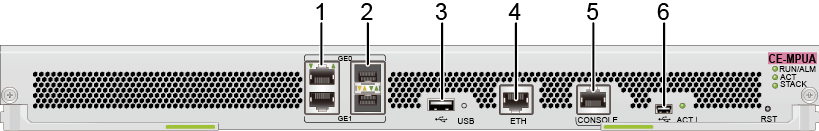 1 2 3 4 5 6
GE0
CE-MPUA
RUN/ALM
ACT
STACK
GE1
USB
ETH
CONSOLE
ACT
RST